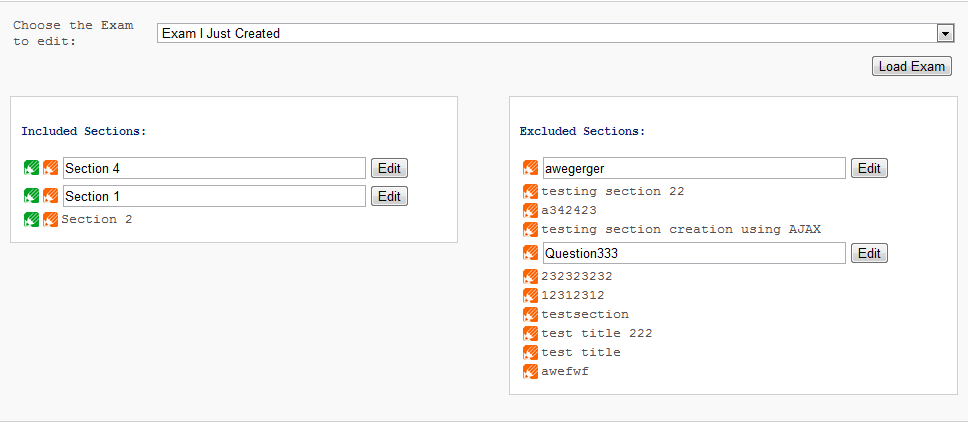 Choose the Exam
to edit:
Exam I Just Created
Load Exam
Included Sections:
Section 4 Edit
Section 1 Edit
Section 2
Excluded Sections:
awegerger Edit
testing section 22
a342423
testing section creation using AJAX
Question333 Edit
232323232
12312312
testsection
test title 222
test title
awefwf